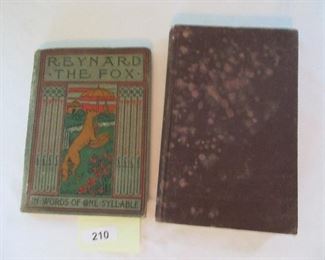 REYNARD
THE FOX
IN WORDS OF ONE SYLLABLE
210